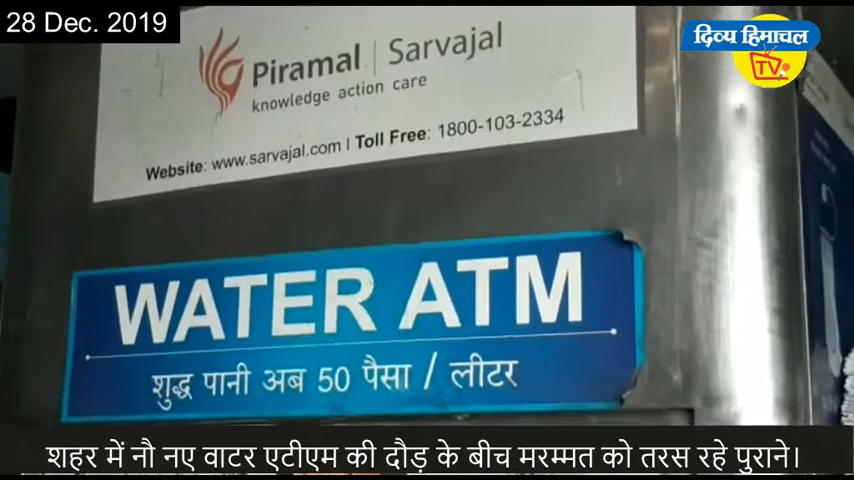 28 Dec. 2019
दिव्य हिमाचल
TV
Piramal | Sarvajal
knowledge action care
Website: www.sarvajal.com | Toll Free: 1800-103-2334
WATER ATM
शुद्ध पानी अब 50 पैसा / लीटर
शहर में नौ नए वाटर एटीएम की दौड़ के बीच मरम्मत को तरस रहे पुराने।